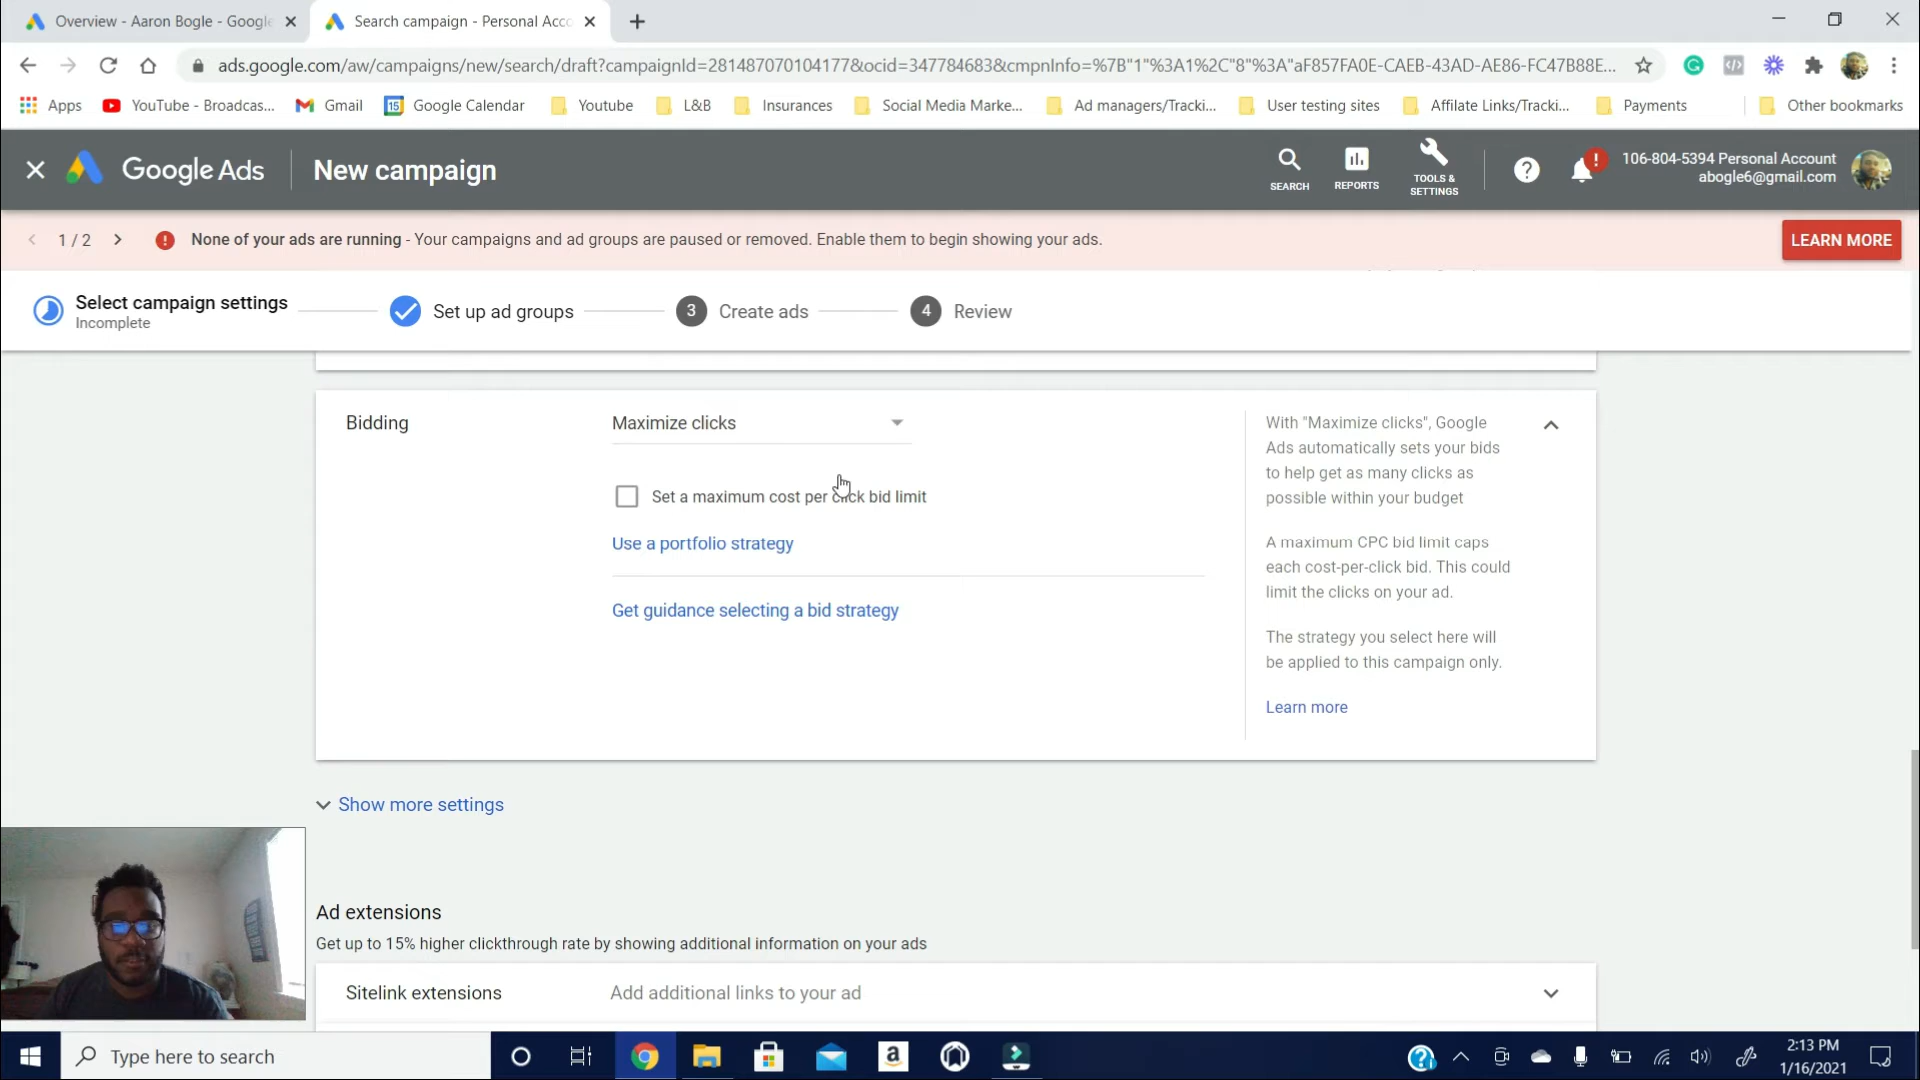 Overview - Aaron Bogle - Google
Search campaign - Personal Acco
ads.google.com/aw/campaigns/new/search/draft?campaignId=281487070104177&ocid=347784683&cmpnInfo=%7B"1"%3A1%2C"8"%3A"aF857FA0E-CAEB-43AD-AE86-FC47B88E...
Apps
YouTube - Broadcas...
Gmail
15
Google Calendar
Youtube
L&B
Insurances
Social Media Marke...
Ad managers/Tracki...
User testing sites
Affilate Links/Tracki...
Payments
Other bookmarks
Google Ads
New campaign
SEARCH
REPORTS
TOOLS &
SETTINGS
106-804-5394 Personal Account
abogle6@gmail.com
1 / 2
None of your ads are running - Your campaigns and ad groups are paused or removed. Enable them to begin showing your ads.
LEARN MORE
Select campaign settings
Incomplete
Set up ad groups
3 Create ads
4 Review
Bidding
Maximize clicks
Set a maximum cost per click bid limit
Use a portfolio strategy
Get guidance selecting a bid strategy
With "Maximize clicks", Google
Ads automatically sets your bids
to help get as many clicks as
possible within your budget
A maximum CPC bid limit caps
each cost-per-click bid. This could
limit the clicks on your ad.
The strategy you select here will
be applied to this campaign only.
Learn more
Show more settings
Ad extensions
Get up to 15% higher clickthrough rate by showing additional information on your ads
Sitelink extensions
Add additional links to your ad
Type here to search
2:13 PM
1/16/2021